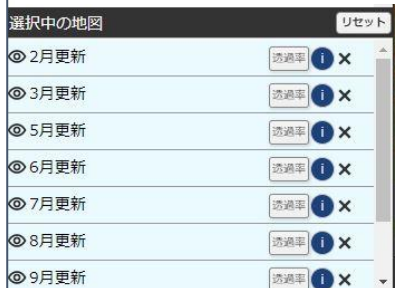 選択中の地図 リセット
2月更新 透過率 i ×
3月更新 透過率 i ×
5月更新 透過率 i ×
6月更新 透過率 i ×
7月更新 透過率 i ×
8月更新 透過率 i ×
9月更新 透過率 i ×